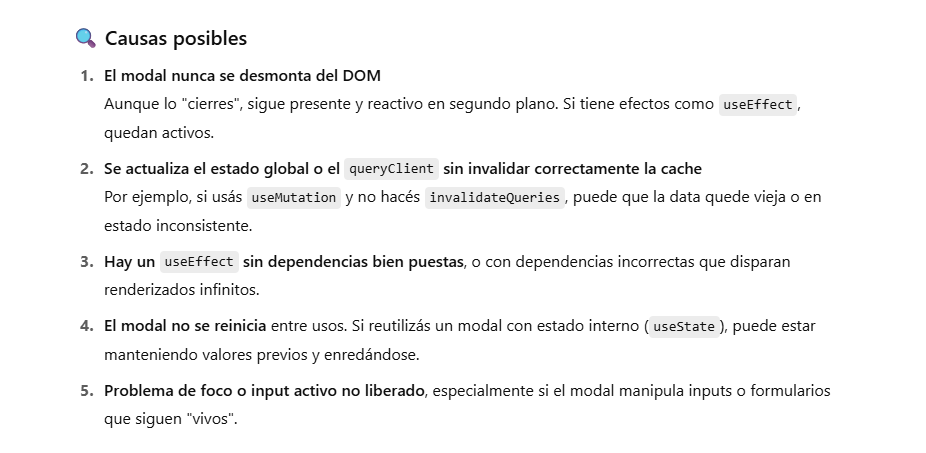 Causas posibles
1. El modal nunca se desmonta del DOM
Aunque lo "cierres", sigue presente y reactivo en segundo plano. Si tiene efectos como useEffect,
quedan activos.
2. Se actualiza el estado global o el queryClient sin invalidar correctamente la cache
Por ejemplo, si usás useMutation y no hacés invalidateQueries, puede que la data quede vieja o en
estado inconsistente.
3. Hay un useEffect sin dependencias bien puestas, o con dependencias incorrectas que disparan
renderizados infinitos.
4. El modal no se reinicia entre usos. Si reutilizás un modal con estado interno (useState), puede estar
manteniendo valores previos y enredándose.
5. Problema de foco o input activo no liberado, especialmente si el modal manipula inputs o formularios
que siguen "vivos".